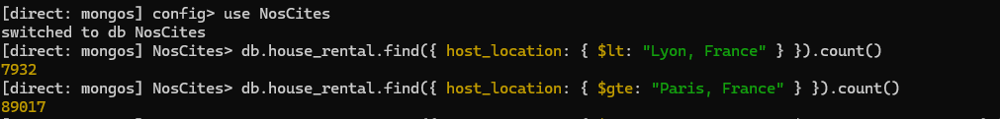 [direct: mongos] config> use NosCites
switched to db NosCites
[direct: mongos] NosCites> db.house_rental.find({ host_location: { $lt: "Lyon, France" } }).count()
7932
[direct: mongos] NosCites> db.house_rental.find({ host_location: { $gte: "Paris, France" } }).count()
89017